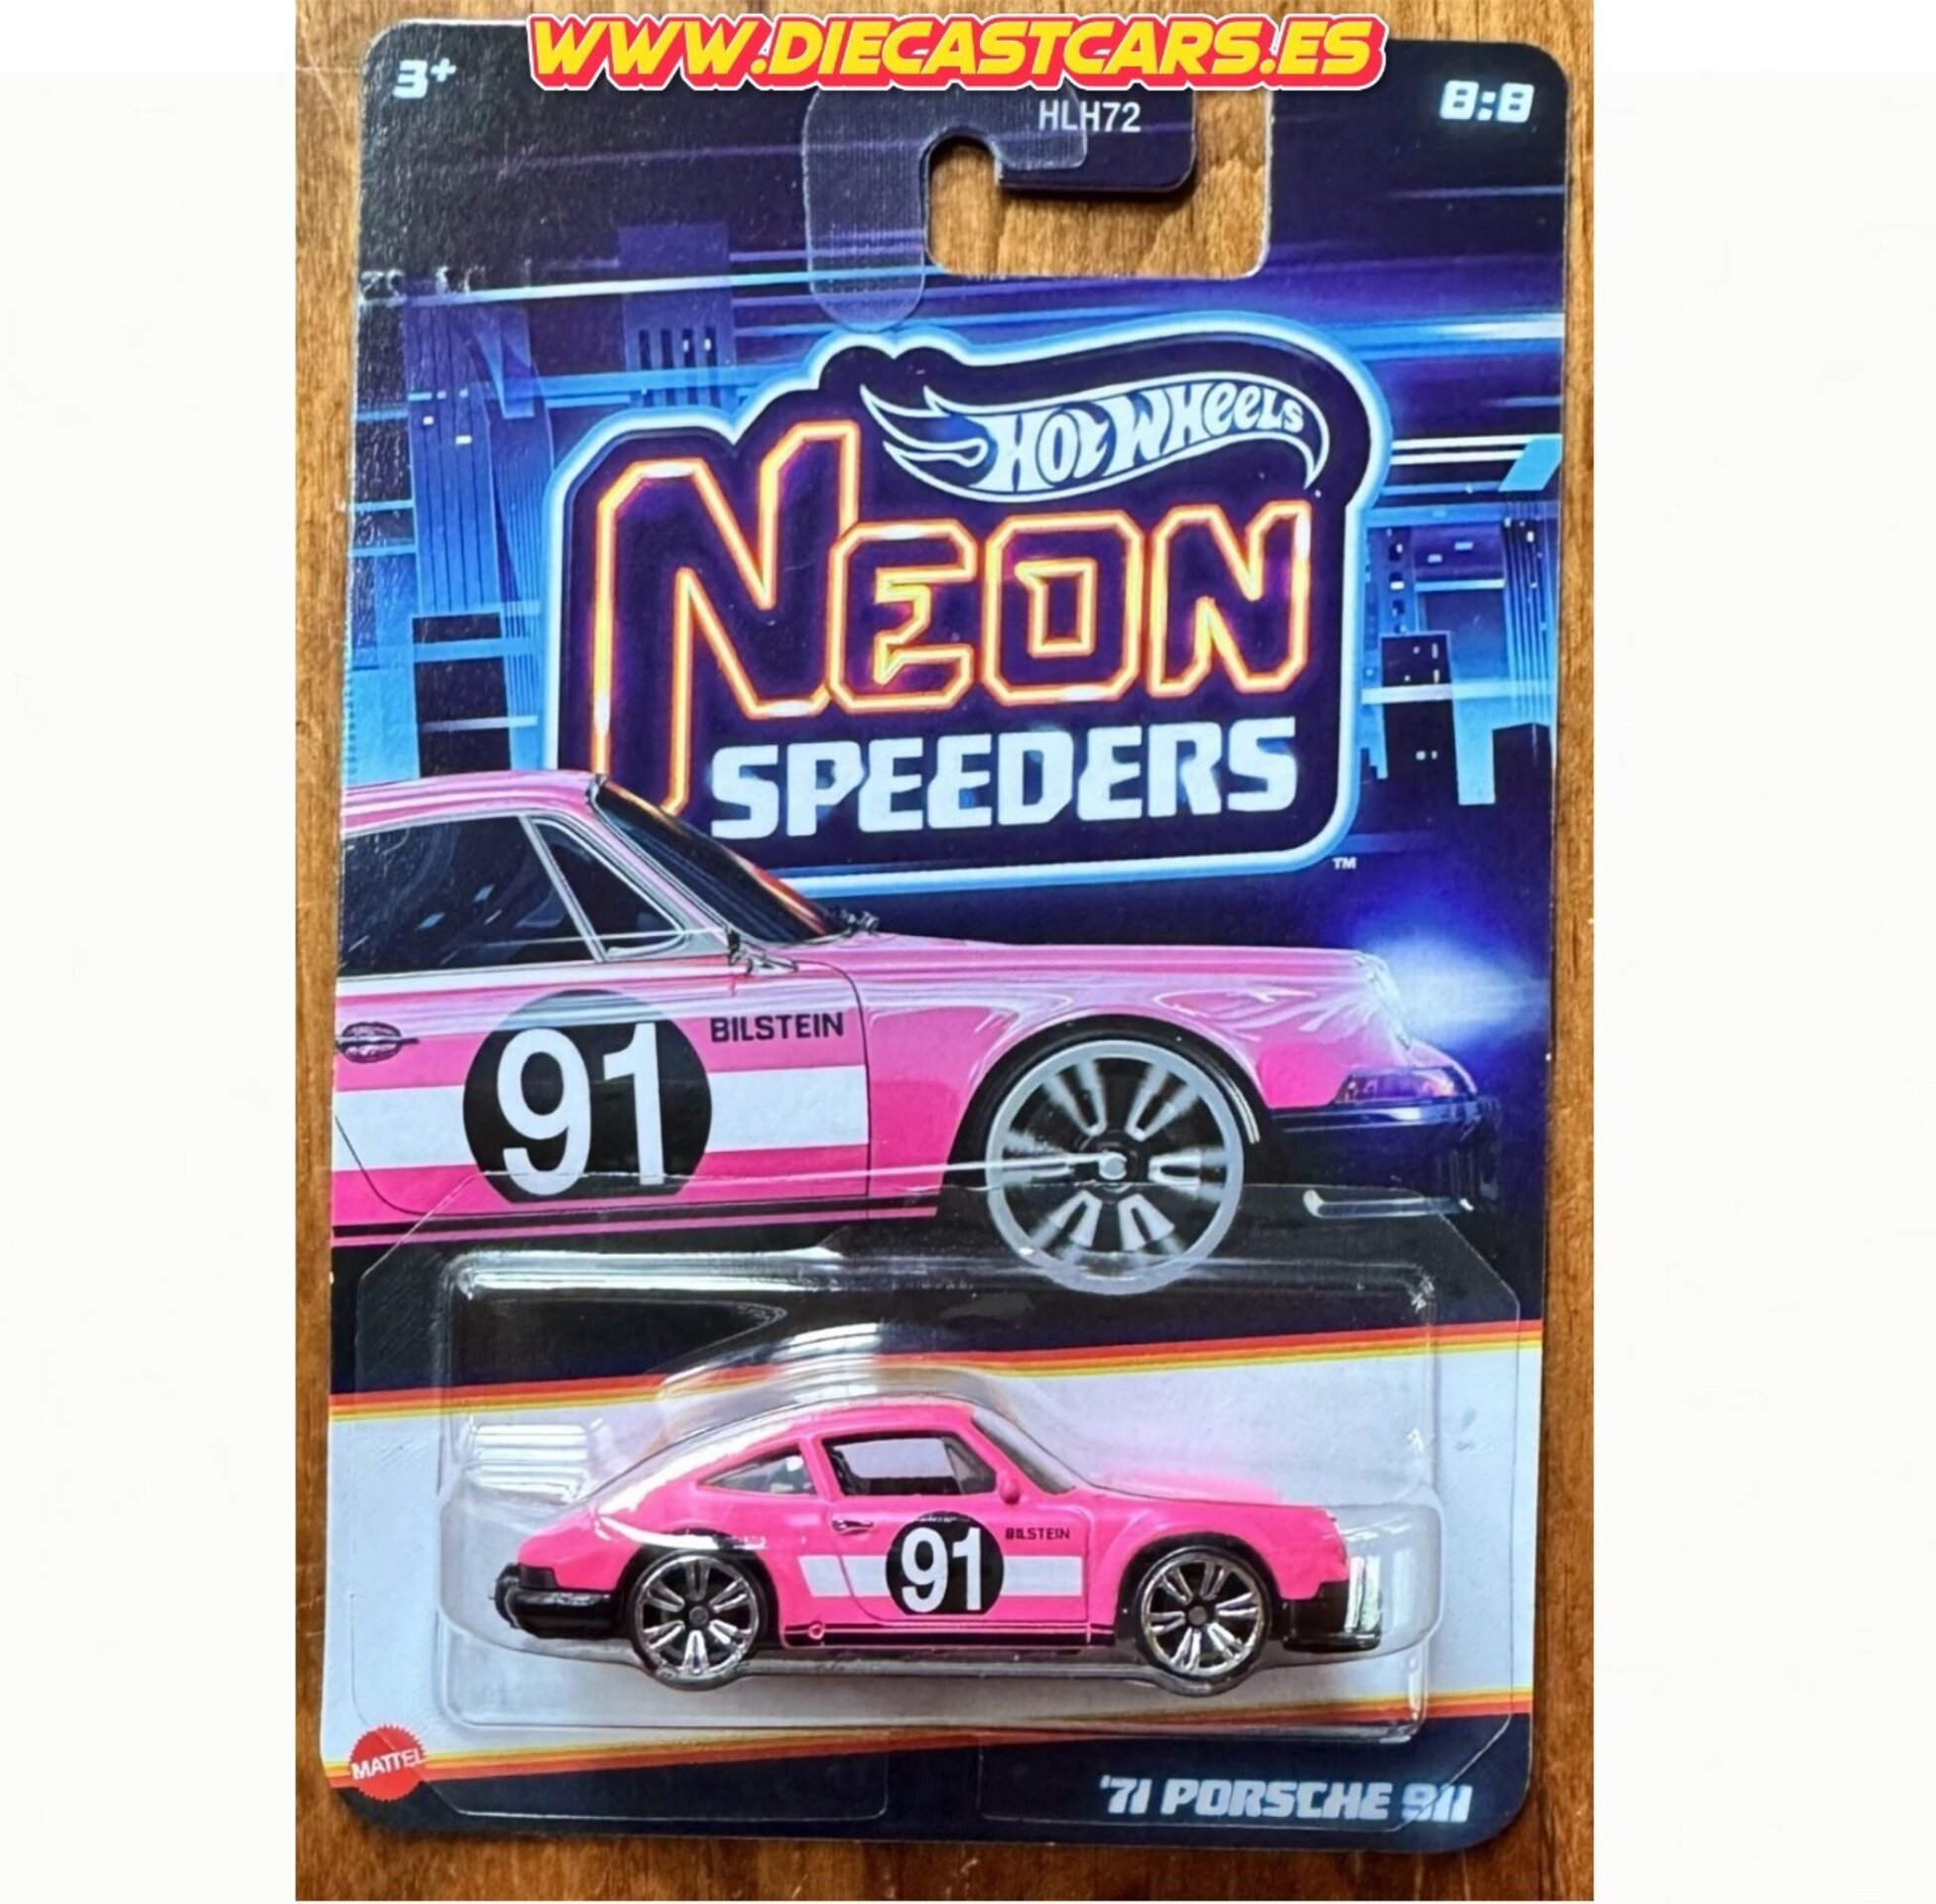 WWW.DIECASTCARS.ES
3+
HLH72
8:8
HOT WHEELS
NEON
SPEEDERS
TM
BILSTEIN
91
BILSTEIN
91
MATTEL
'71 PORSCHE 911